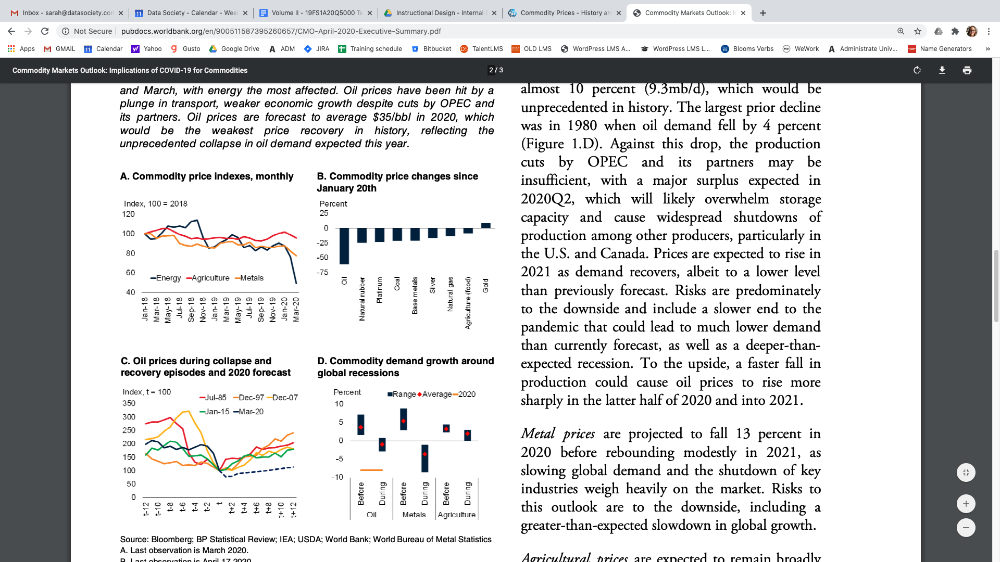 Inbox - sarah@datasociety.con
Data Society - Calendar - Wee
Volume II - 19FS1A20Q5000 Te
Instructional Design - Internal
Commodity Prices - History an
Commodity Markets Outlook: I
Not Secure
pubdocs.worldbank.org/en/900511587395260657/CMO-April-2020-Executive-Summary.pdf
Apps GMAIL Calendar Yahoo Gusto Google Drive ADM JIRA Training schedule Bitbucket TalentLMS OLD LMS WordPress LMS A... WordPress LMS L... Blooms Verbs WeWork Administrate Univ... Name Generators »
Commodity Markets Outlook: Implications of COVID-19 for Commodities
2 / 3
and March, with energy the most affected. Oil prices have been hit by a
plunge in transport, weaker economic growth despite cuts by OPEC and
its partners. Oil prices are forecast to average $35/bbl in 2020, which
would be the weakest price recovery in history, reflecting the
unprecedented collapse in oil demand expected this year.
A. Commodity price indexes, monthly
Index, 100 = 2018
120
100
80
60
40
Energy Agriculture Metals
Jan-18 Mar-18 May-18 Jul-18 Sep-18 Nov-18 Jan-19 Mar-19 May-19 Jul-19 Sep-19 Nov-19 Jan-20 Mar-20
B. Commodity price changes since
January 20th
Percent
25
0
-25
-50
-75
Oil
Natural rubber
Platinum
Coal
Base metals
Silver
Natural gas
Agriculture (food)
Gold
C. Oil prices during collapse and
recovery episodes and 2020 forecast
Index, t = 100
Jul-85 Dec-97 Dec-07
Jan-15 Mar-20
350
300
250
200
150
100
50
0
t-12 t-10 t-8 t-6 t-4 t-2 t t+2 t+4 t+6 t+8 t+10 t+12
D. Commodity demand growth around
global recessions
Percent
Range Average 2020
10
5
0
-5
-10
Before During Before During Before During
Oil Metals Agriculture
Source: Bloomberg; BP Statistical Review; IEA; USDA; World Bank; World Bureau of Metal Statistics
A. Last observation is March 2020.
B. Last observation is April 17 2020
almost 10 percent (9.3mb/d), which would be
unprecedented in history. The largest prior decline
was in 1980 when oil demand fell by 4 percent
(Figure 1.D). Against this drop, the production
cuts by OPEC and its partners may be
insufficient, with a major surplus expected in
2020Q2, which will likely overwhelm storage
capacity and cause widespread shutdowns of
production among other producers, particularly in
the U.S. and Canada. Prices are expected to rise in
2021 as demand recovers, albeit to a lower level
than previously forecast. Risks are predominately
to the downside and include a slower end to the
pandemic that could lead to much lower demand
than currently forecast, as well as a deeper-than-
expected recession. To the upside, a faster fall in
production could cause oil prices to rise more
sharply in the latter half of 2020 and into 2021.
Metal prices are projected to fall 13 percent in
2020 before rebounding modestly in 2021, as
slowing global demand and the shutdown of key
industries weigh heavily on the market. Risks to
this outlook are to the downside, including a
greater-than-expected slowdown in global growth.
Agricultural prices are expected to remain broadly